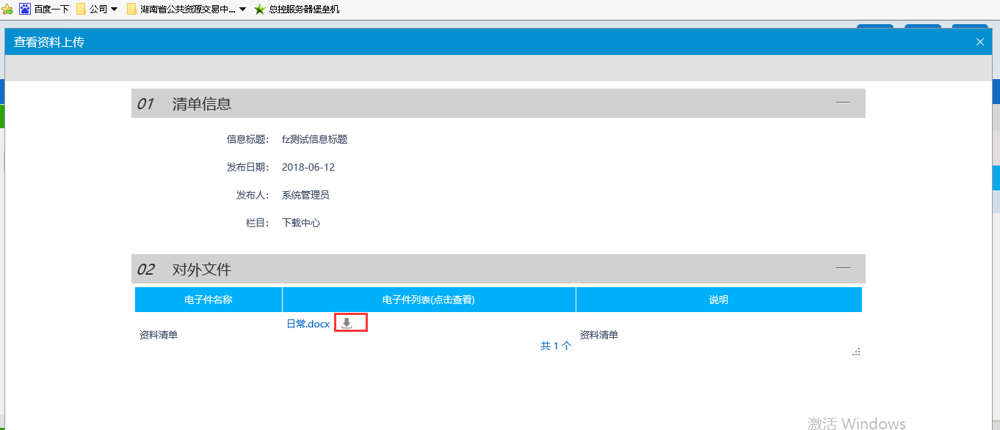 百度一下 公司 湖南省公共资源交易中... 总控服务器堡垒机
查看资料上传
01 清单信息
信息标题： fz测试信息标题
发布日期： 2018-06-12
发布人： 系统管理员
栏目： 下载中心
02 对外文件
电子件名称 电子件列表(点击查看) 说明
日常.docx
资料清单 资料清单
共 1 个
激活 Windows